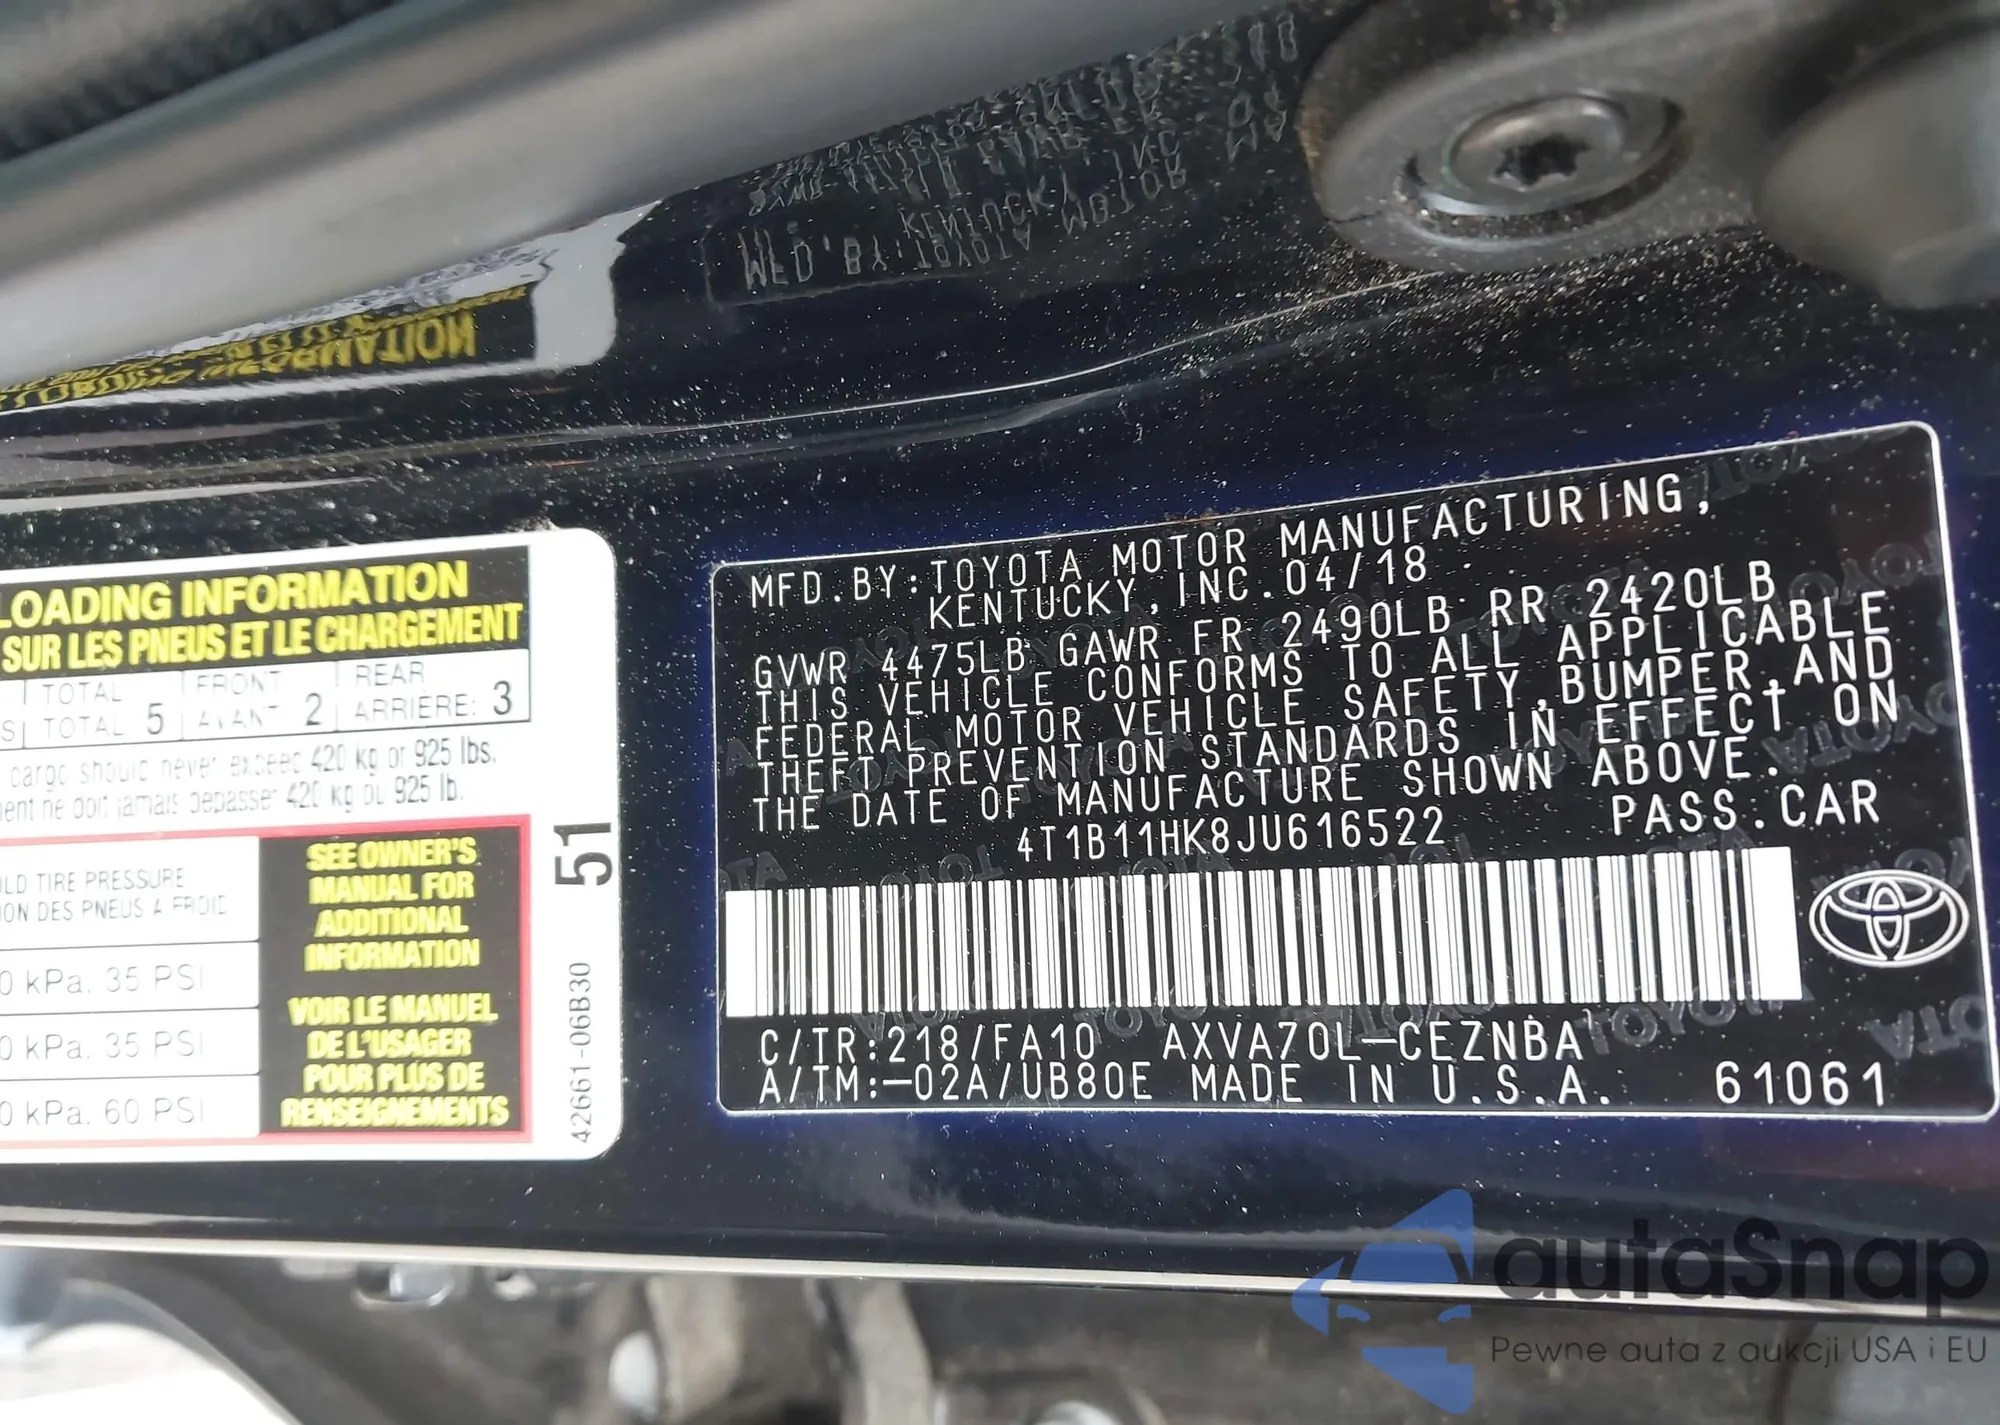 LOADING INFORMATION
SUR LES PNEUS ET LE CHARGEMENT
TOTAL FRONT REAR
TOTAL 5 AVANT 2 ARRIÈRE: 3
cargo should never exceed 420 kg or 925 lbs.
ne doit jamais dépasser 420 kg ou 925 lb.
TIRE PRESSURE
DES PNEUS À FROID
kPa. 35 PSI
kPa. 35 PSI
kPa. 60 PSI
SEE OWNER'S
MANUAL FOR
ADDITIONAL
INFORMATION
VOIR LE MANUEL
DE L'USAGER
POUR PLUS DE
RENSEIGNEMENTS
51
42661-06B30
MFD.BY:TOYOTA MOTOR MANUFACTURING,
KENTUCKY,INC.04/18
GVWR 4475LB GAWR FR 2490LB RR 2420LB
THIS VEHICLE CONFORMS TO ALL APPLICABLE
FEDERAL MOTOR VEHICLE SAFETY,BUMPER,AND
THEFT PREVENTION STANDARDS IN EFFECT ON
THE DATE OF MANUFACTURE SHOWN ABOVE.
4T1B11HK8JU616522 PASS.CAR
C/TR:218/FA10 AXVA70L-CEZNBA
A/TM:-02A/UB80E MADE IN U.S.A. 61061
autaSnap
Pewne auta z aukcji USA i EU